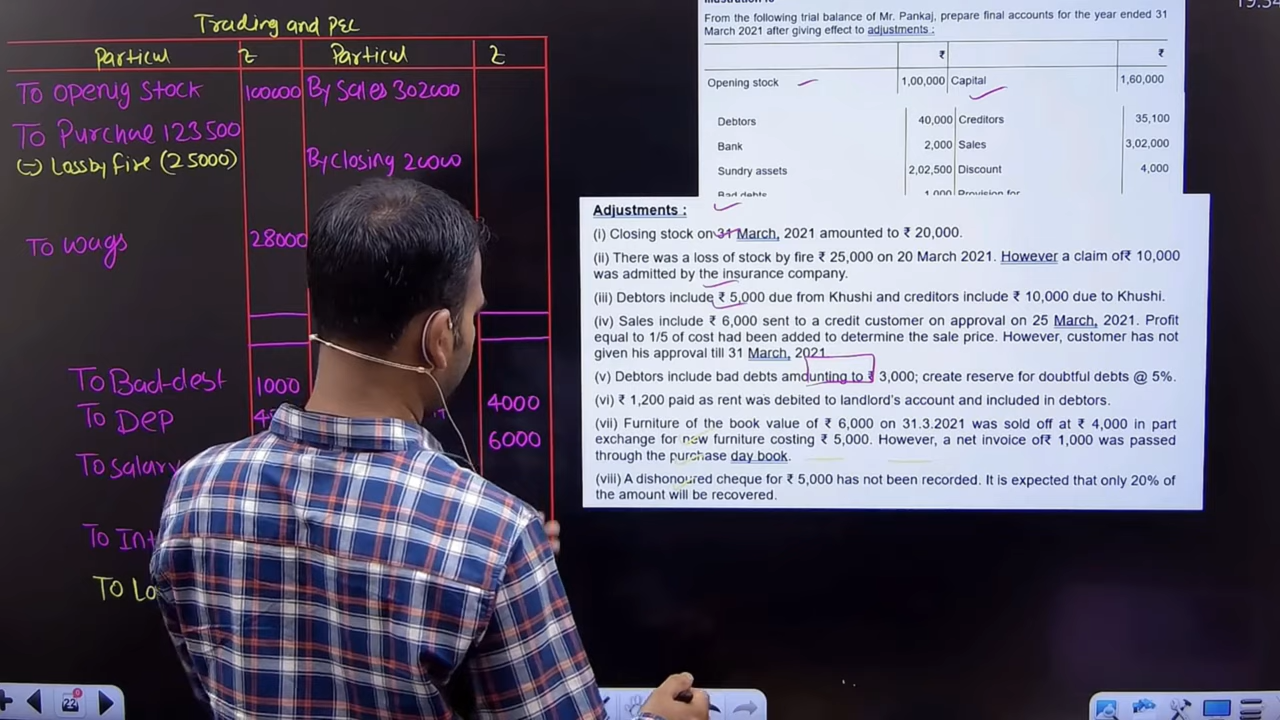 Trading and P&L
Particul ₹ Particul ₹
To openig Stock 100000 By Sales 302000
To Purchae 123500
(-) Loss by fire (25000)
By closing 20000
To wags 28000
To Bad-dest 1000
4000
To Dep
6000
To salary
To Int
To Lo
From the following trial balance of Mr. Pankaj, prepare final accounts for the year ended 31
March 2021 after giving effect to adjustments :
₹ ₹
Opening stock 1,00,000 Capital 1,60,000
Debtors 40,000 Creditors 35,100
Bank 2,000 Sales 3,02,000
Sundry assets 2,02,500 Discount 4,000
Bad debts 1,000 Provision for
Adjustments :
(i) Closing stock on 31 March, 2021 amounted to ₹ 20,000.
(ii) There was a loss of stock by fire ₹ 25,000 on 20 March 2021. However a claim of₹ 10,000
was admitted by the insurance company.
(iii) Debtors include ₹ 5,000 due from Khushi and creditors include ₹ 10,000 due to Khushi.
(iv) Sales include ₹ 6,000 sent to a credit customer on approval on 25 March, 2021. Profit
equal to 1/5 of cost had been added to determine the sale price. However, customer has not
given his approval till 31 March, 2021
(v) Debtors include bad debts amounting to ₹ 3,000; create reserve for doubtful debts @ 5%.
(vi) ₹ 1,200 paid as rent was debited to landlord's account and included in debtors.
(vii) Furniture of the book value of ₹ 6,000 on 31.3.2021 was sold off at ₹ 4,000 in part
exchange for new furniture costing ₹ 5,000. However, a net invoice of₹ 1,000 was passed
through the purchase day book.
(viii) A dishonoured cheque for ₹ 5,000 has not been recorded. It is expected that only 20% of
the amount will be recovered.
22